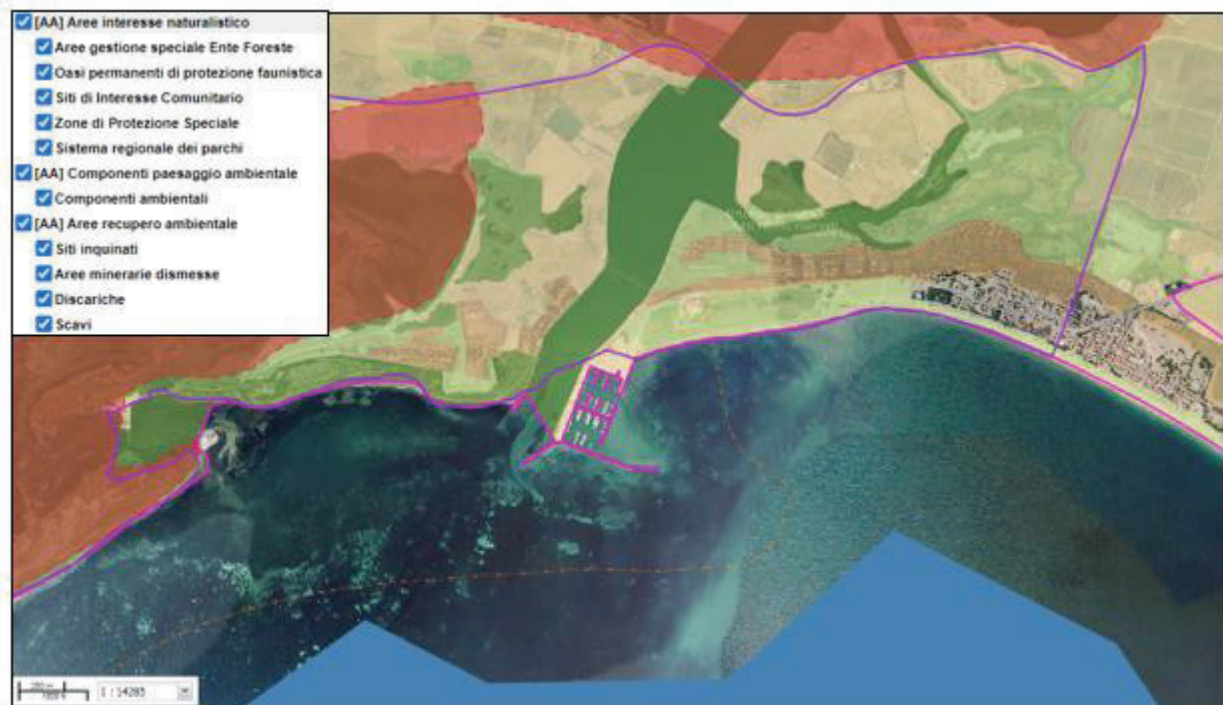 [AA] Aree interesse naturalistico
Aree gestione speciale Ente Foreste
Oasi permanenti di protezione faunistica
Siti di Interesse Comunitario
Zone di Protezione Speciale
Sistema regionale dei parchi
[AA] Componenti paesaggio ambientale
Componenti ambientali
[AA] Aree recupero ambientale
Siti inquinati
Aree minerarie dismesse
Discariche
Scavi
1 : 14285